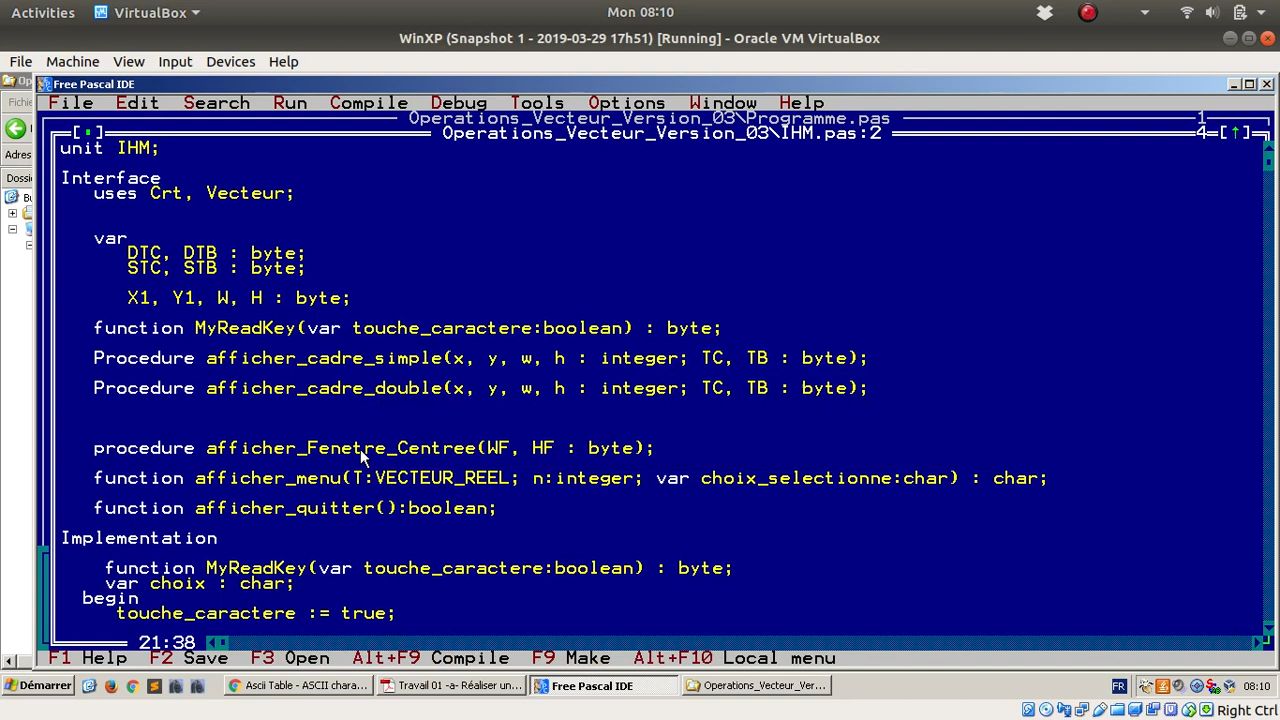 Activities VirtualBox Mon 08:10
WinXP (Snapshot 1 - 2019-03-29 17h51) [Running] - Oracle VM VirtualBox
File Machine View Input Devices Help
Free Pascal IDE
File Edit Search Run Compile Debug Tools Options Window Help
Operations_Vecteur_Version_03\Programme.pas 1
Operations_Vecteur_Version_03\IHM.pas:2 4
unit IHM;
Interface
uses Crt, Vecteur;
var
DTC, DTB : byte;
STC, STB : byte;
X1, Y1, W, H : byte;
function MyReadKey(var touche_caractere:boolean) : byte;
Procedure afficher_cadre_simple(x, y, w, h : integer; TC, TB : byte);
Procedure afficher_cadre_double(x, y, w, h : integer; TC, TB : byte);
procedure afficher_Fenetre_Centree(WF, HF : byte);
function afficher_menu(T:VECTEUR_REEL; n:integer; var choix_selectionne:char) : char;
function afficher_quitter():boolean;
Implementation
function MyReadKey(var touche_caractere:boolean) : byte;
var choix : char;
begin
touche_caractere := true;
21:38
F1 Help F2 Save F3 Open Alt+F9 Compile F9 Make Alt+F10 Local menu
Démarrer Ascii Table - ASCII chara... Travail 01 -a- Réaliser un... Free Pascal IDE Operations_Vecteur_Ver... FR 08:10
Right Ctrl